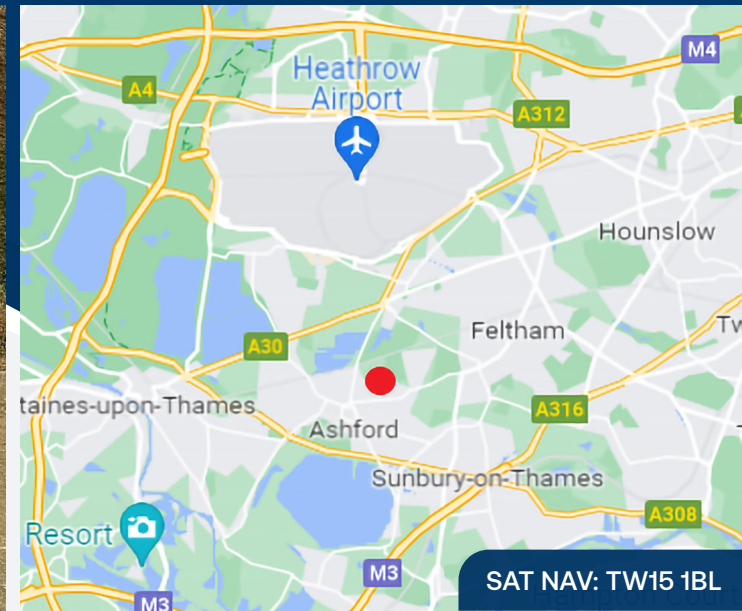 M4
Heathrow
Airport
A4
A312
Hounslow
Feltham
Tw
A30
taines-upon-Thames
A316
Ashford
Sunbury-on-Thames
A308
Resort
M3
SAT NAV: TW15 1BL
M3